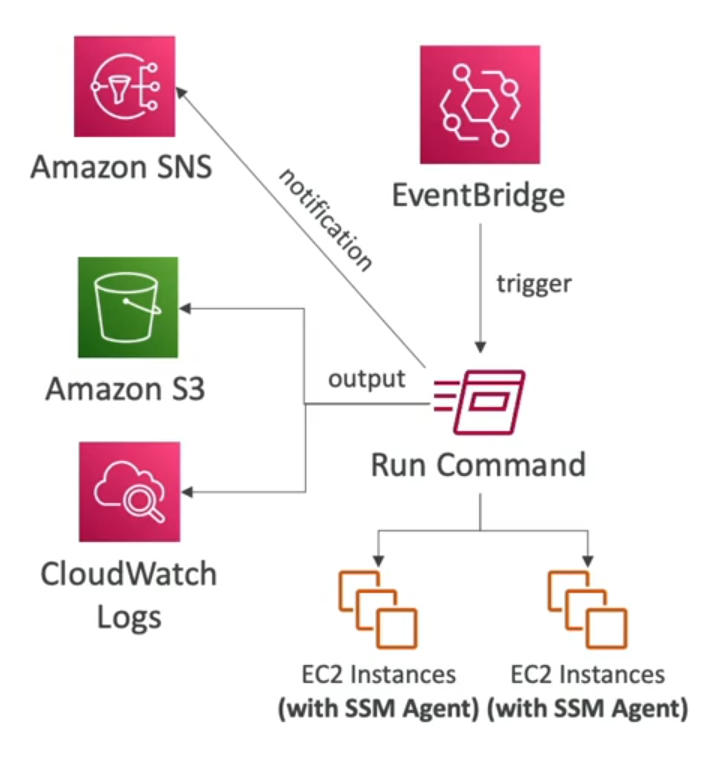 Amazon SNS
EventBridge
notification
trigger
Amazon S3
output
Run Command
CloudWatch
Logs
EC2 Instances
(with SSM Agent)
EC2 Instances
(with SSM Agent)